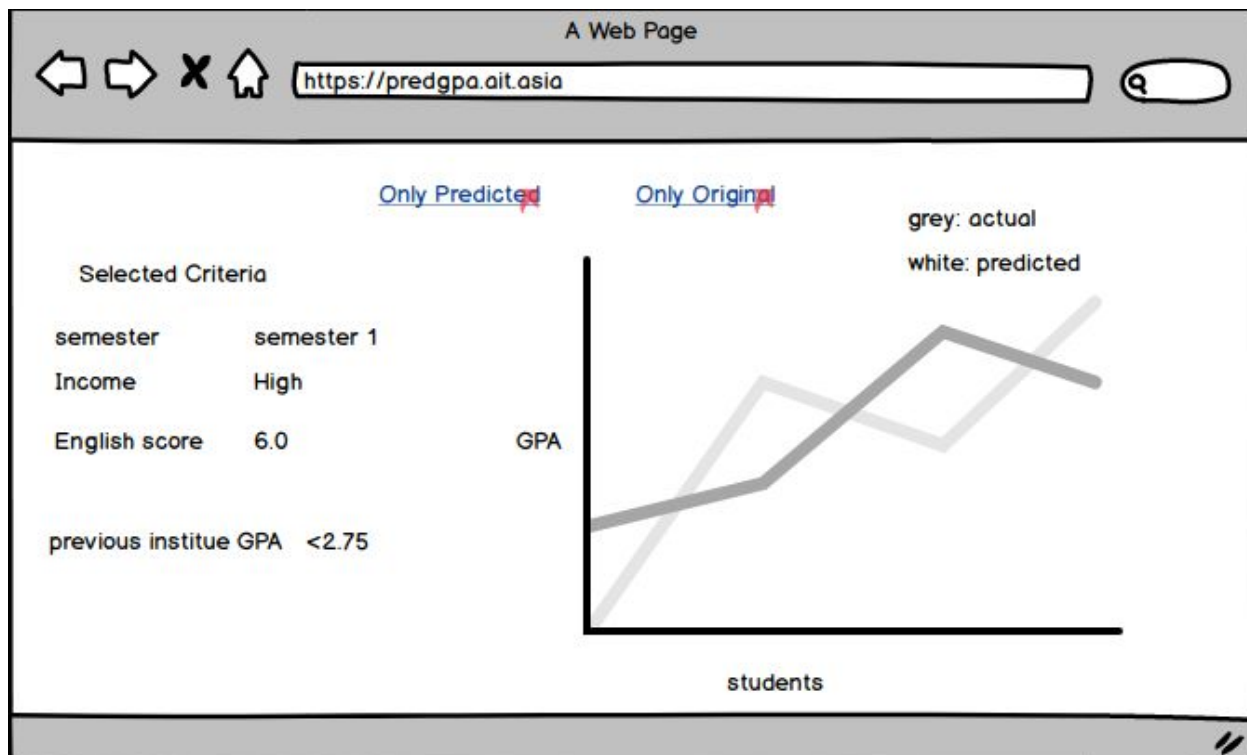 A Web Page
https://predgpa.ait.asia
Only Predicted Only Original
grey: actual
white: predicted
Selected Criteria
semester semester 1
Income High
English score 6.0
GPA
previous institue GPA <2.75
students